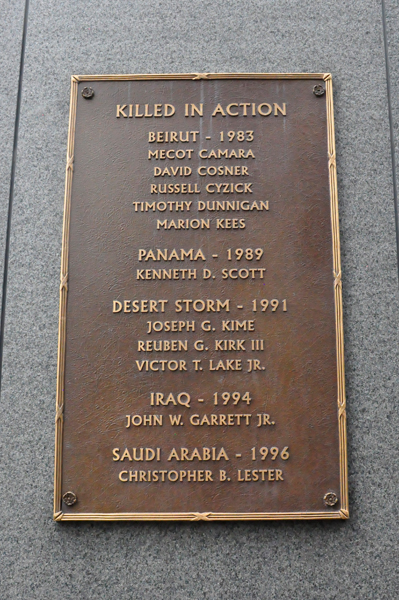 KILLED IN ACTION
BEIRUT - 1983
MECOT CAMARA
DAVID COSNER
RUSSELL CYZICK
TIMOTHY DUNNIGAN
MARION KEES
PANAMA - 1989
KENNETH D. SCOTT
DESERT STORM - 1991
JOSEPH G. KIME
REUBEN G. KIRK III
VICTOR T. LAKE JR.
IRAQ - 1994
JOHN W. GARRETT JR.
SAUDI ARABIA - 1996
CHRISTOPHER B. LESTER